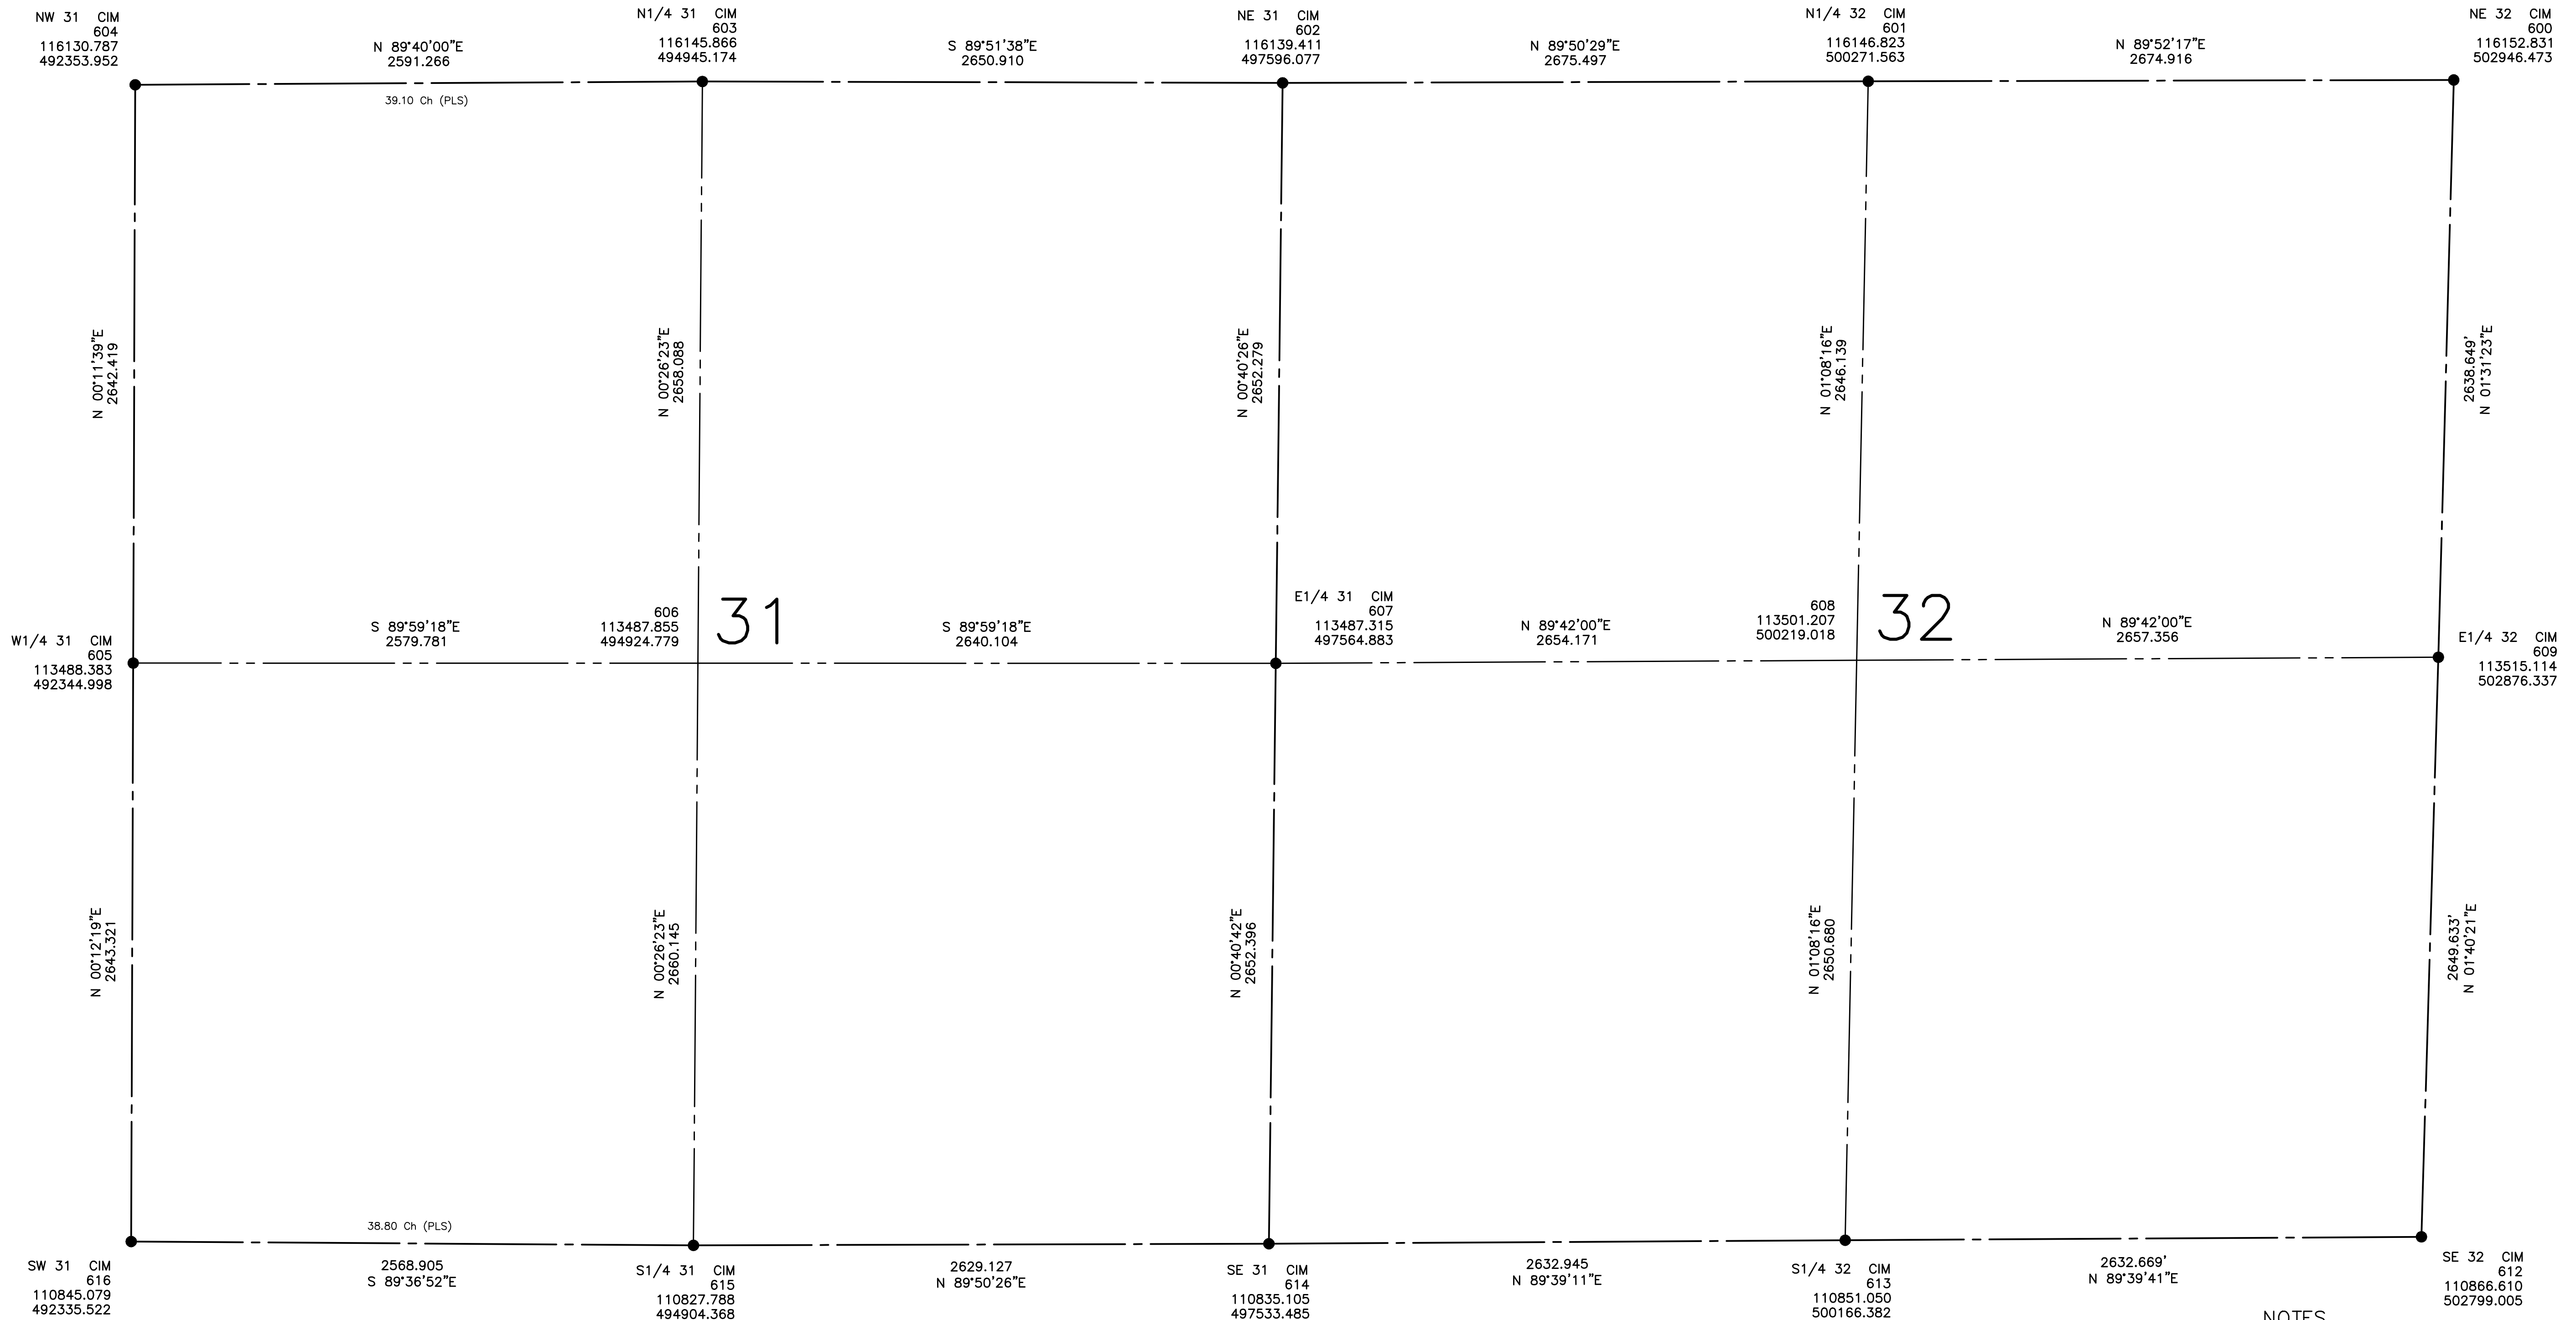 NW 31 CIM
604
116130.787
492353.952
N 89°40'00"E
2591.266
39.10 Ch (PLS)
N1/4 31 CIM
603
116145.866
494945.174
S 89°51'38"E
2650.910
NE 31 CIM
602
116139.411
497596.077
N 89°50'29"E
2675.497
N1/4 32 CIM
601
116146.823
500271.563
N 89°52'17"E
2674.916
NE 32 CIM
600
116152.831
502946.473
N 00°11'39"E
2642.419
N 00°26'23"E
2658.088
N 00°40'26"E
2652.279
N 01°08'16"E
2646.139
2638.649'
N 01°31'23"E
W1/4 31 CIM
605
113488.383
492344.998
S 89°59'18"E
2579.781
606
113487.855
494924.779
31
S 89°59'18"E
2640.104
E1/4 31 CIM
607
113487.315
497564.883
N 89°42'00"E
2654.171
608
113501.207
500219.018
32
N 89°42'00"E
2657.356
E1/4 32 CIM
609
113515.114
502876.337
N 00°12'19"E
2643.321
N 00°26'23"E
2660.145
N 00°40'42"E
2652.396
N 01°08'16"E
2650.680
2649.633'
N 01°40'21"E
38.80 Ch (PLS)
SW 31 CIM
616
110845.079
492335.522
2568.905
S 89°36'52"E
S1/4 31 CIM
615
110827.788
494904.368
2629.127
N 89°50'26"E
SE 31 CIM
614
110835.105
497533.485
2632.945
N 89°39'11"E
S1/4 32 CIM
613
110851.050
500166.382
2632.669'
N 89°39'41"E
SE 32 CIM
612
110866.610
502799.005
NOTES